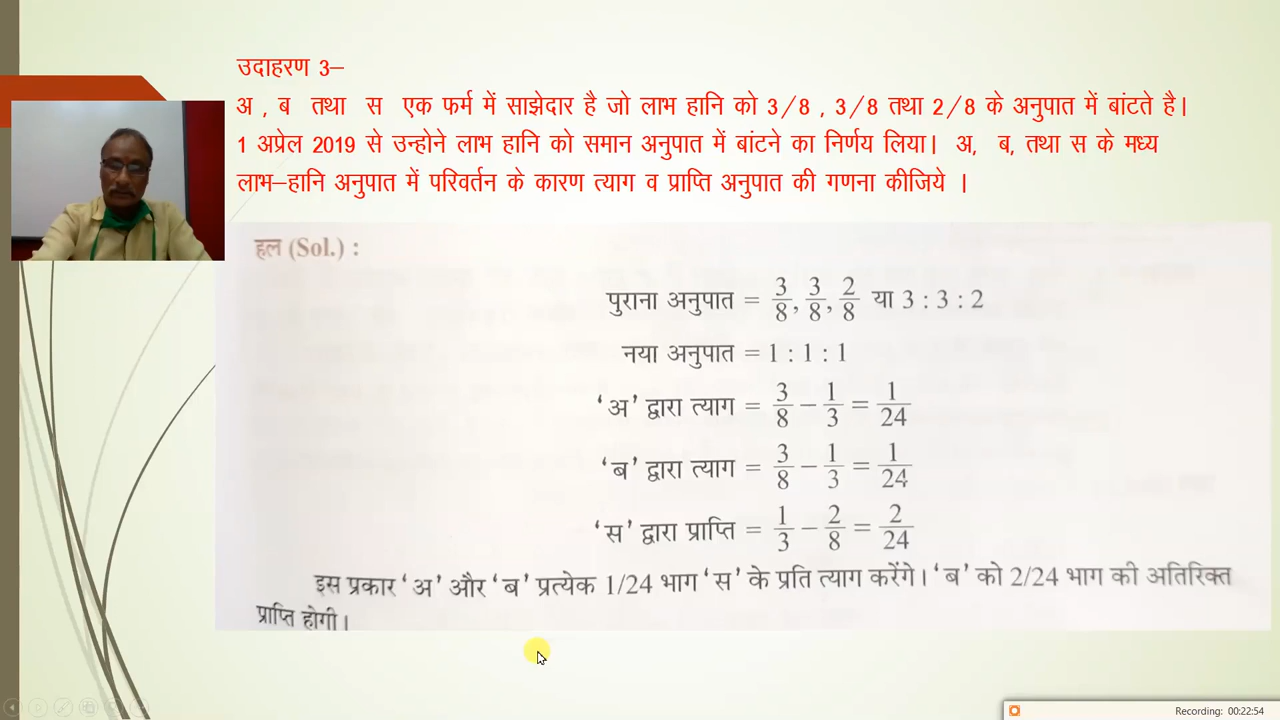 उदाहरण 3–
अ , ब तथा स एक फर्म में साझेदार है जो लाभ हानि को 3/8 , 3/8 तथा 2/8 के अनुपात में बांटते है।
1 अप्रेल 2019 से उन्होने लाभ हानि को समान अनुपात में बांटने का निर्णय लिया। अ, ब, तथा स के मध्य
लाभ–हानि अनुपात में परिवर्तन के कारण त्याग व प्राप्ति अनुपात की गणना कीजिये ।
हल (Sol.) :
पुराना अनुपात = 3/8, 3/8, 2/8 या 3 : 3 : 2
नया अनुपात = 1 : 1 : 1
‘अ’ द्वारा त्याग = 3/8 − 1/3 = 1/24
‘ब’ द्वारा त्याग = 3/8 − 1/3 = 1/24
‘स’ द्वारा प्राप्ति = 1/3 − 2/8 = 2/24
इस प्रकार ‘अ’ और ‘ब’ प्रत्येक 1/24 भाग ‘स’ के प्रति त्याग करेंगे। ‘ब’ को 2/24 भाग की अतिरिक्त
प्राप्ति होगी।
Recording: 00:22:54